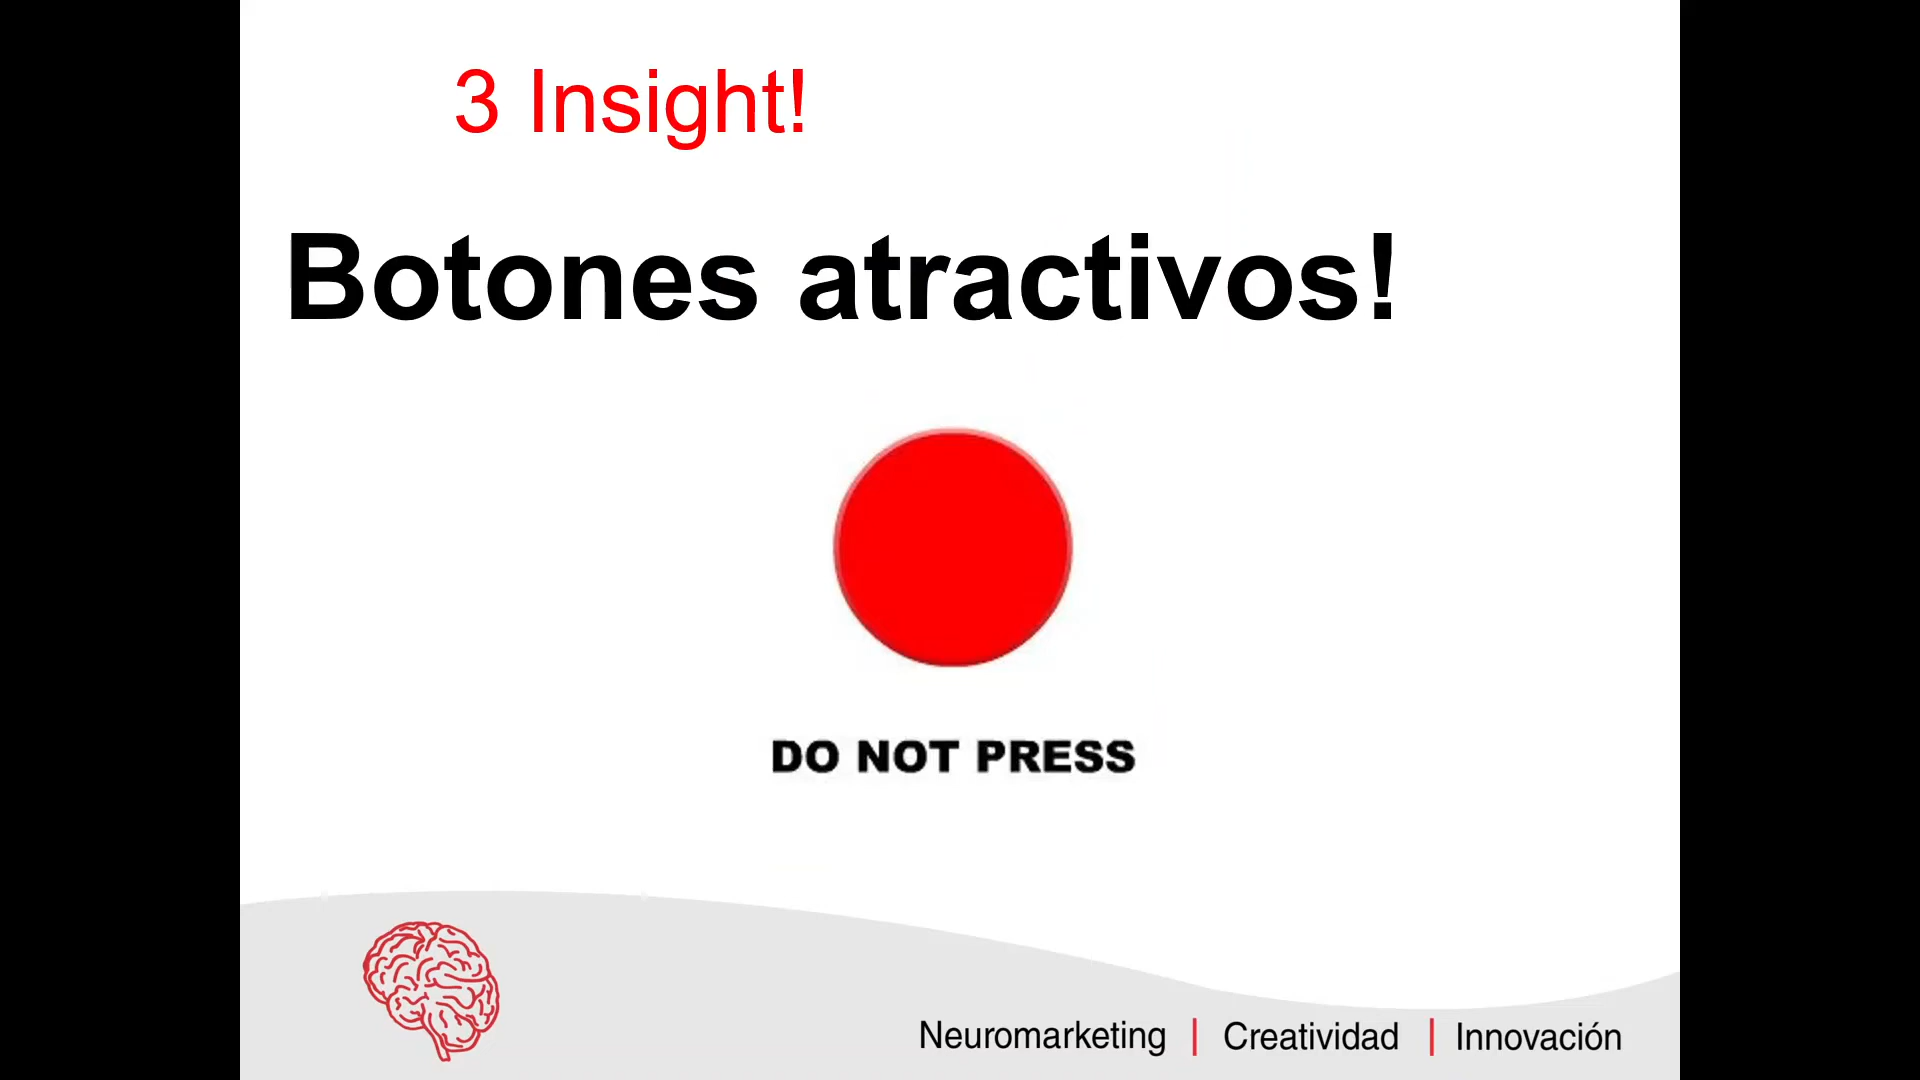 3 Insight!
Botones atractivos!
DO NOT PRESS
Neuromarketing | Creatividad | Innovación